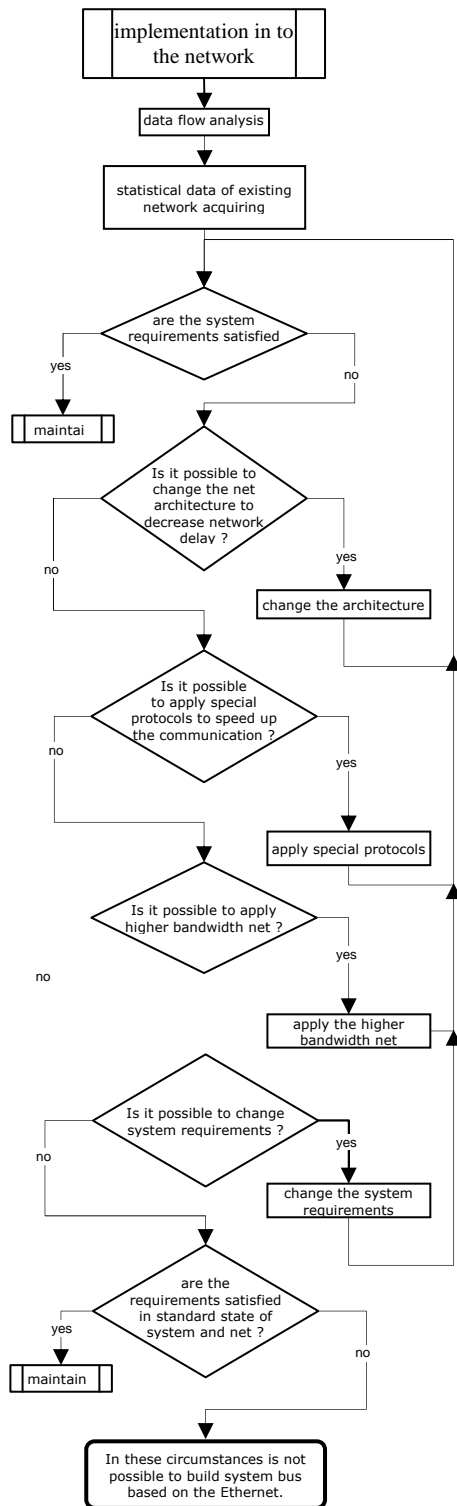 implementation in to
the network
data flow analysis
statistical data of existing
network acquiring
are the system
requirements satisfied
yes
no
maintai
Is it possible to
change the net
architecture to
decrease network
delay ?
yes
no
change the architecture
Is it possible
to apply special
protocols to speed up
the communication ?
no
yes
apply special protocols
Is it possible to apply
higher bandwidth net ?
yes
no
apply the higher
bandwidth net
Is it possible to change
system requirements ?
yes
no
change the system
requirements
are the
requirements satisfied
in standard state of
system and net ?
yes
no
maintain
In these circumstances is not
possible to build system bus
based on the Ethernet.